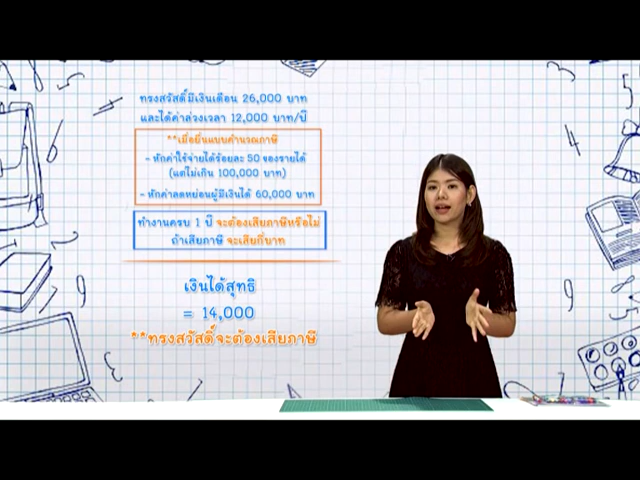 ทรงสวัสดิ์มีเงินเดือน 26,000 บาท
และได้ค่าล่วงเวลา 12,000 บาท/ปี
**เมื่อยื่นแบบคำนวณภาษี
- หักค่าใช้จ่ายได้ร้อยละ 50 ของรายได้
(แต่ไม่เกิน 100,000 บาท)
- หักค่าลดหย่อนผู้มีเงินได้ 60,000 บาท
ทำงานครบ 1 ปี จะต้องเสียภาษีหรือไม่
ถ้าเสียภาษี จะเสียกี่บาท
เงินได้สุทธิ
= 14,000
**ทรงสวัสดิ์จะต้องเสียภาษี